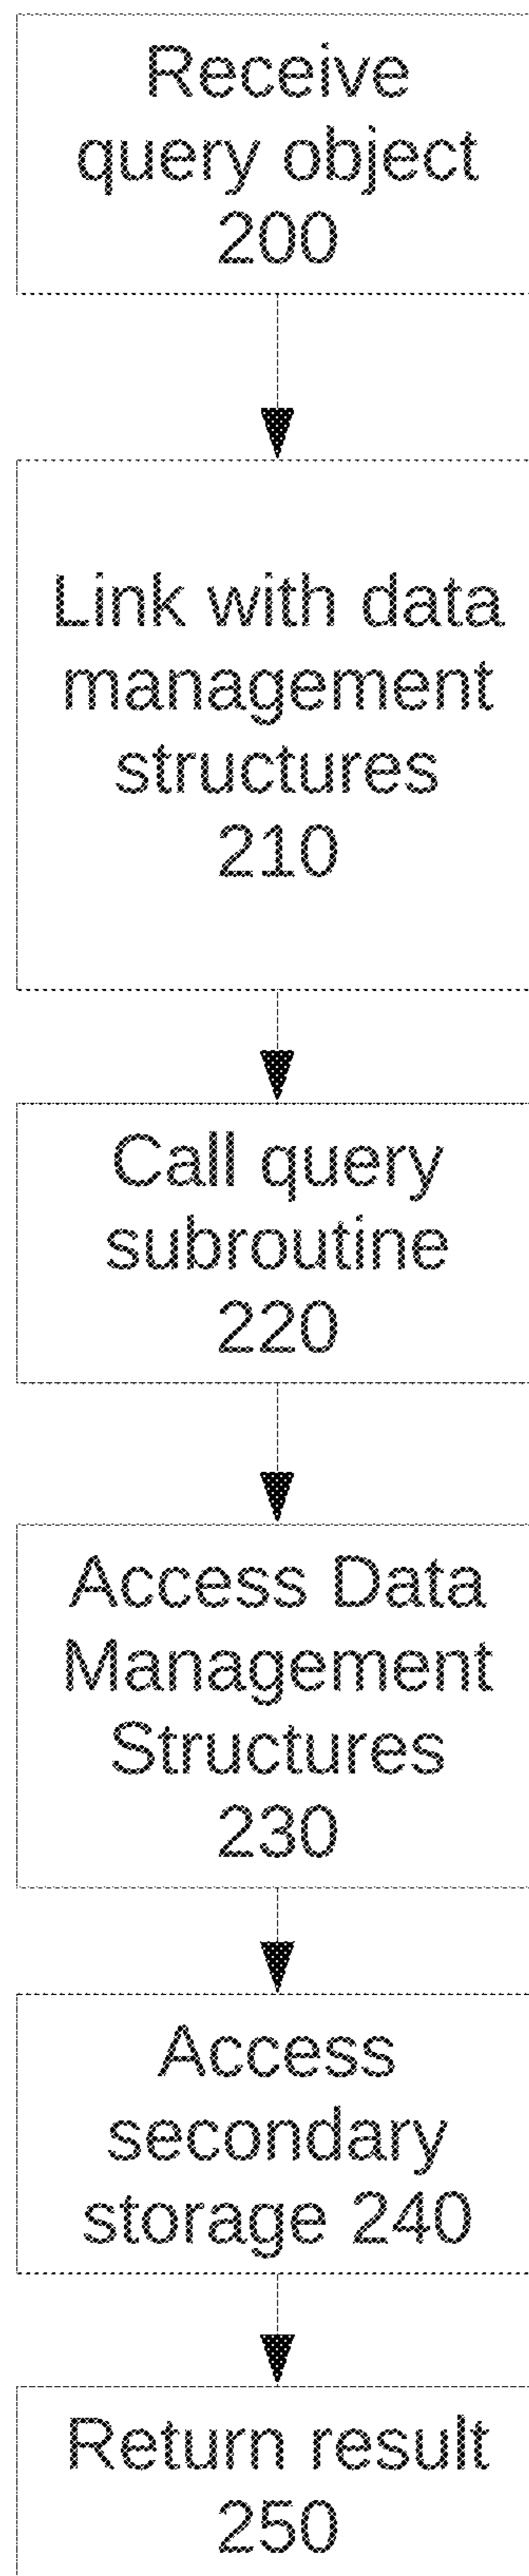 Receive
query object
200
Link with data
management
structures
210
Call query
subroutine
220
Access Data
Management
Structures
230
Access
secondary
storage 240
Return result
250